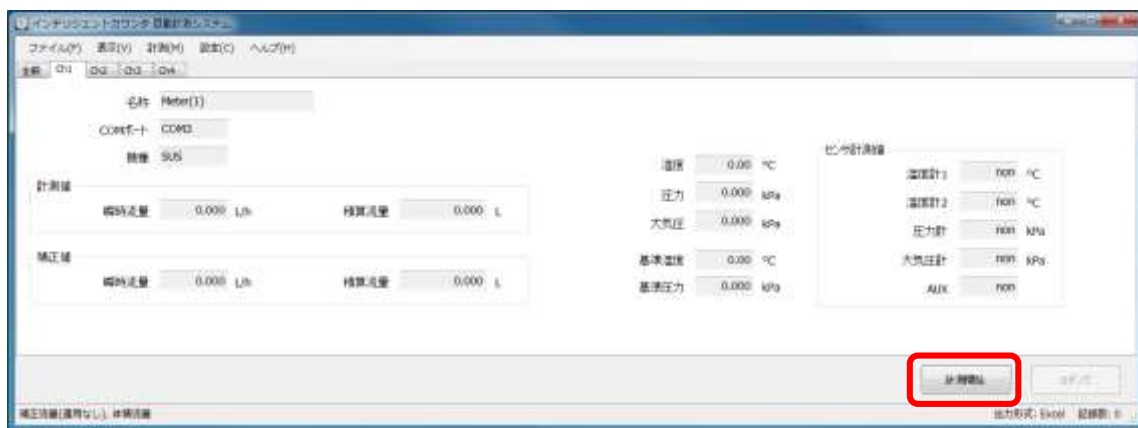 インテリジェントカウンタ 自動計測システム
ファイル(F) 表示(V) 計測(M) 設定(C) ヘルプ(H)
全般 Ch1 Ch2 Ch3 Ch4
名称 Meter(1)
COMポート COM3
機種 SUS
計測値
瞬時流量 0.000 L/h 積算流量 0.000 L
補正値
瞬時流量 0.000 L/h 積算流量 0.000 L
温度 0.00 ℃
圧力 0.000 kPa
大気圧 0.000 kPa
基準温度 0.00 ℃
基準圧力 0.000 kPa
センサ計測値
温度計1 non ℃
温度計2 non ℃
圧力計 non kPa
大気圧計 non kPa
AUX non
計測開始
補正流量(適用なし), 体積流量 出力形式: Excel 記録数: 0